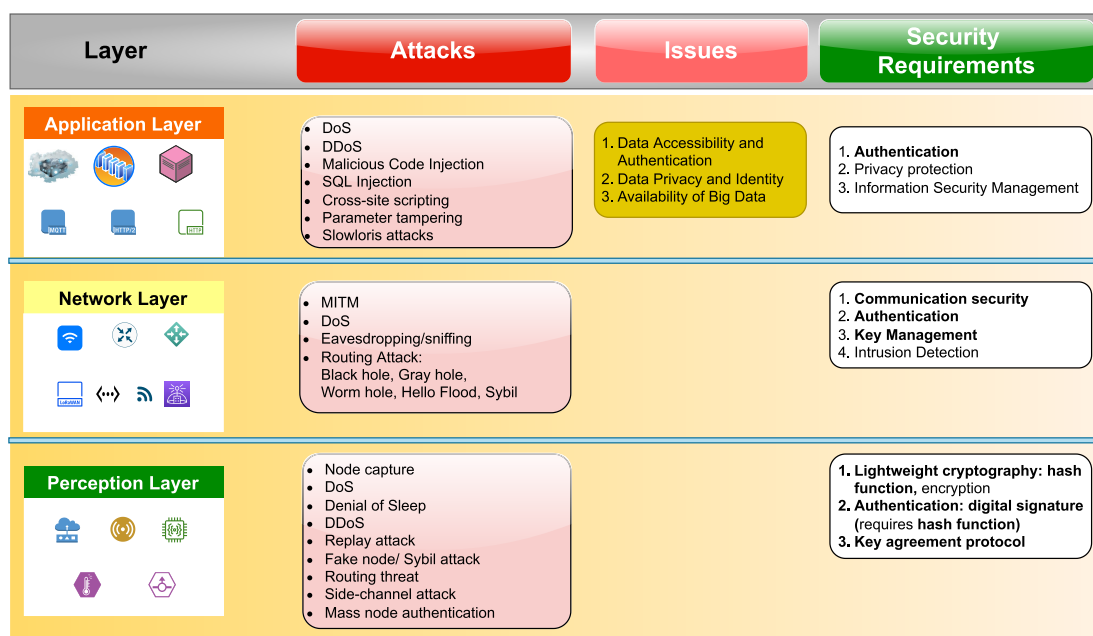 Layer
Attacks
Issues
Security
Requirements
Application Layer
MQTT
HTTP/2
HTTP
• DoS
• DDoS
• Malicious Code Injection
• SQL Injection
• Cross-site scripting
• Parameter tampering
• Slowloris attacks
1. Data Accessibility and
Authentication
2. Data Privacy and Identity
3. Availability of Big Data
1. Authentication
2. Privacy protection
3. Information Security Management
Network Layer
LoRaWAN
• MITM
• DoS
• Eavesdropping/sniffing
• Routing Attack:
Black hole, Gray hole,
Worm hole, Hello Flood, Sybil
1. Communication security
2. Authentication
3. Key Management
4. Intrusion Detection
Perception Layer
• Node capture
• DoS
• Denial of Sleep
• DDoS
• Replay attack
• Fake node/ Sybil attack
• Routing threat
• Side-channel attack
• Mass node authentication
1. Lightweight cryptography: hash
function, encryption
2. Authentication: digital signature
(requires hash function)
3. Key agreement protocol